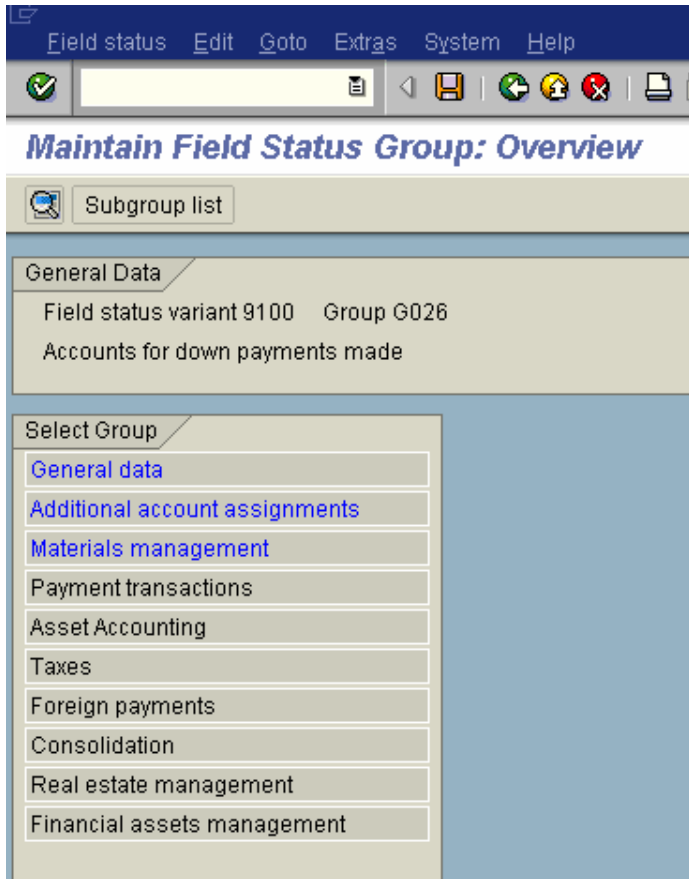 Field status Edit Goto Extras System Help
Maintain Field Status Group: Overview
Subgroup list
General Data
Field status variant 9100 Group G026
Accounts for down payments made
Select Group
General data
Additional account assignments
Materials management
Payment transactions
Asset Accounting
Taxes
Foreign payments
Consolidation
Real estate management
Financial assets management